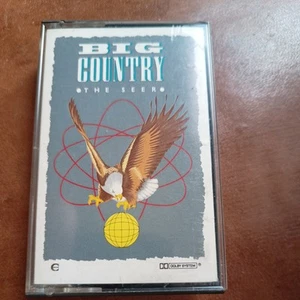 BIG
COUNTRY
THE SEER
DOLBY SYSTEM